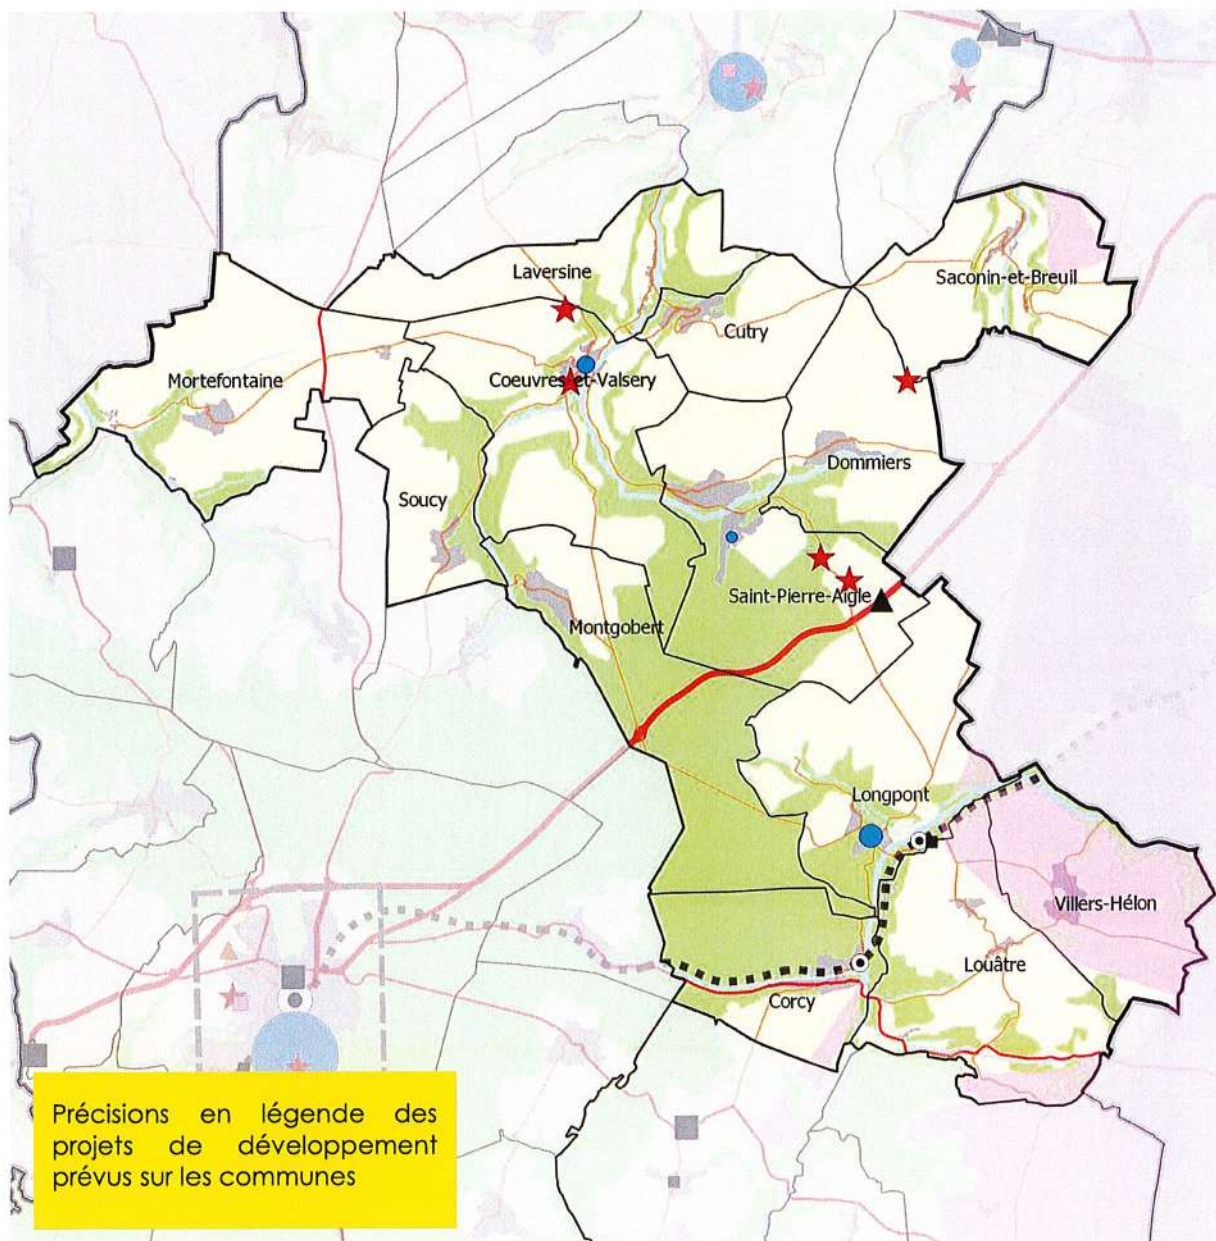 Laversine
Saconin-et-Breuil
Cutry
Mortefontaine
Coeuvres-et-Valsery
Dommiers
Soucy
Saint-Pierre-Aigle
Montgobert
Longpont
Villers-Hélon
Louâtre
Corcy
Précisions en légende des
projets de développement
prévus sur les communes